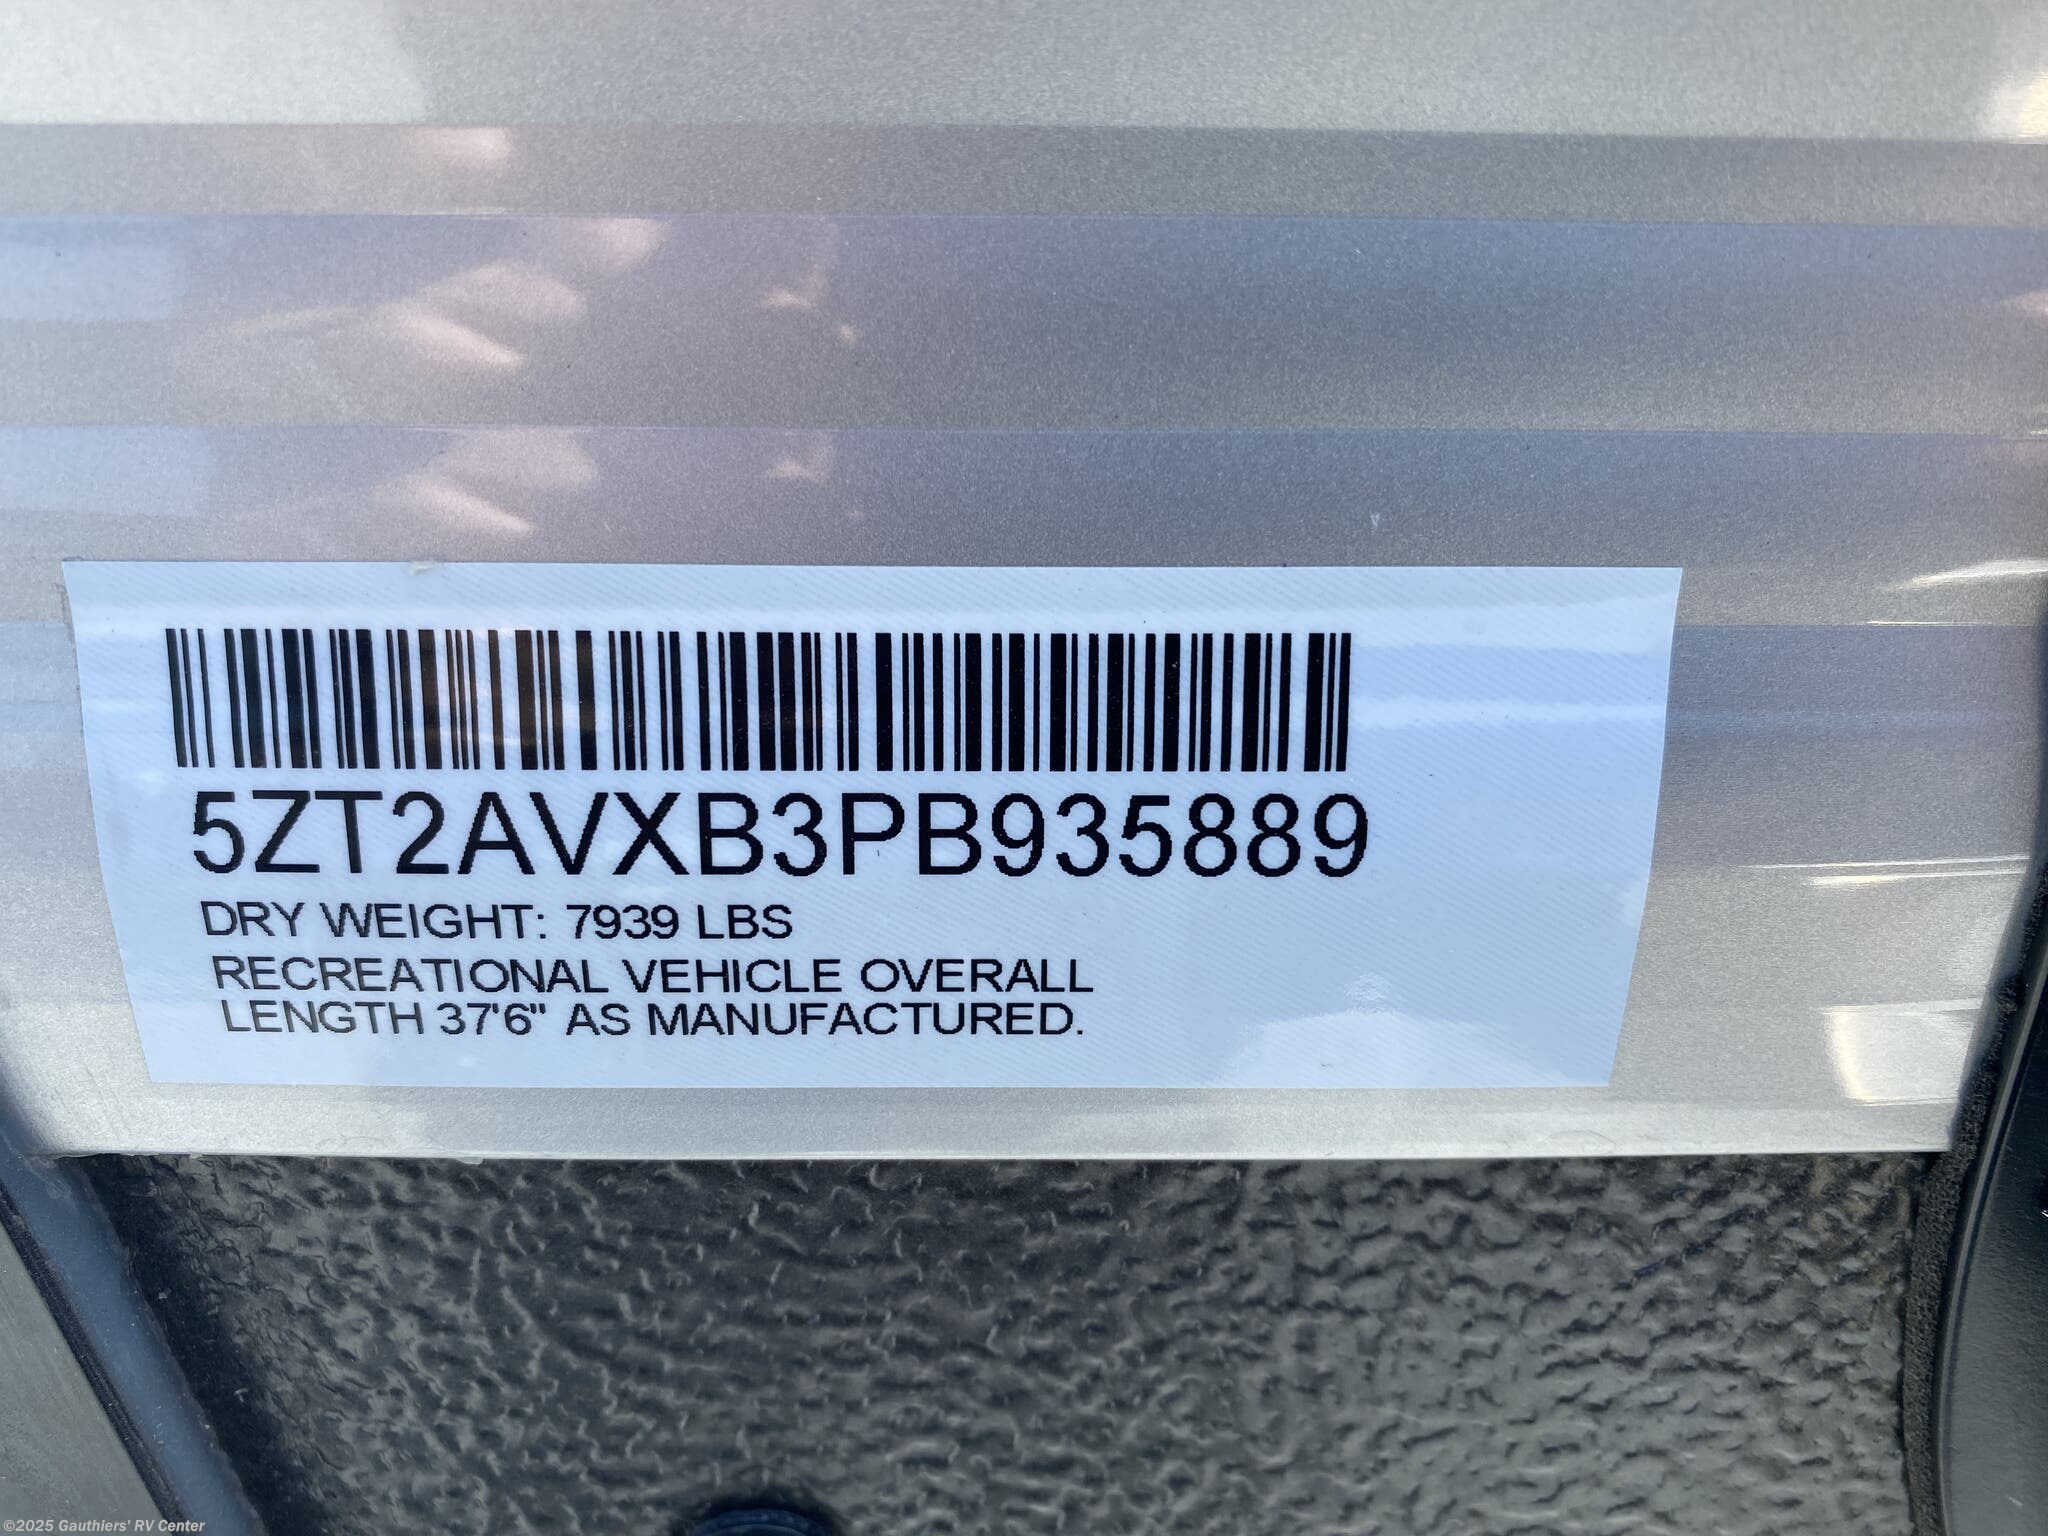 5ZT2AVXB3PB935889
DRY WEIGHT: 7939 LBS
RECREATIONAL VEHICLE OVERALL
LENGTH 37'6" AS MANUFACTURED.
©2025 Gauthiers' RV Center